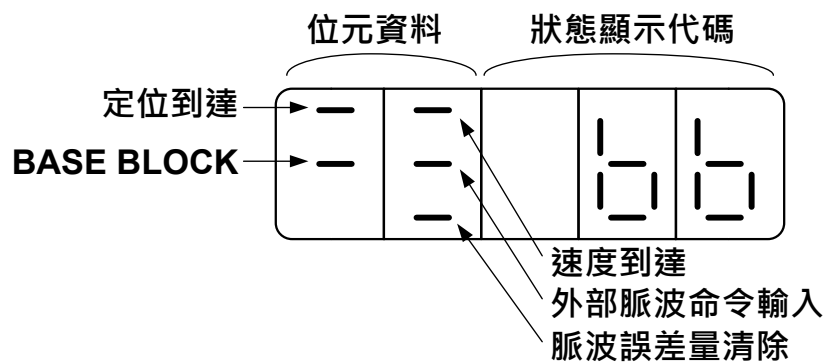 位元資料 狀態顯示代碼
定位到達
BASE BLOCK
bb
速度到達
外部脈波命令輸入
脈波誤差量清除